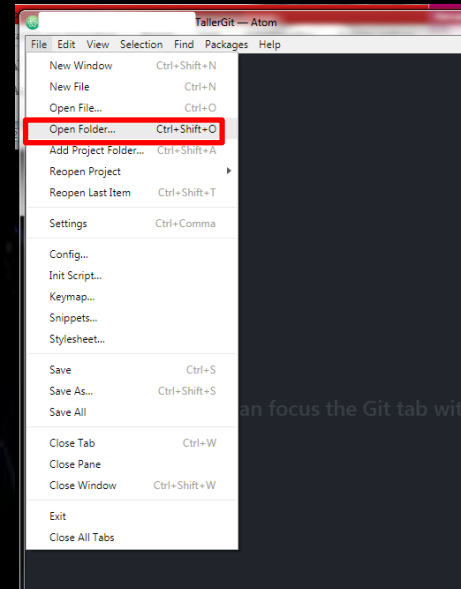 TallerGit — Atom
File Edit View Selection Find Packages Help
New Window Ctrl+Shift+N
New File Ctrl+N
Open File... Ctrl+O
Open Folder... Ctrl+Shift+O
Add Project Folder... Ctrl+Shift+A
Reopen Project
Reopen Last Item Ctrl+Shift+T
Settings Ctrl+Comma
Config...
Init Script...
Keymap...
Snippets...
Stylesheet...
Save Ctrl+S
Save As... Ctrl+Shift+S
Save All
an focus the Git tab wit
Close Tab Ctrl+W
Close Pane
Close Window Ctrl+Shift+W
Exit
Close All Tabs